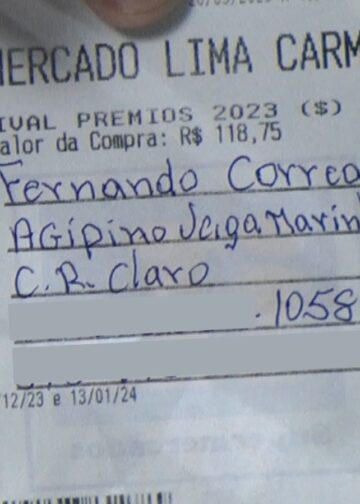 MERCADO LIMA CARM
IVAL PREMIOS 2023 ($)
alor da Compra: R$ 118,75
Fernando Correa
Agipino Veiga Marin
C.R. Claro
.1058
12/23 e 13/01/24